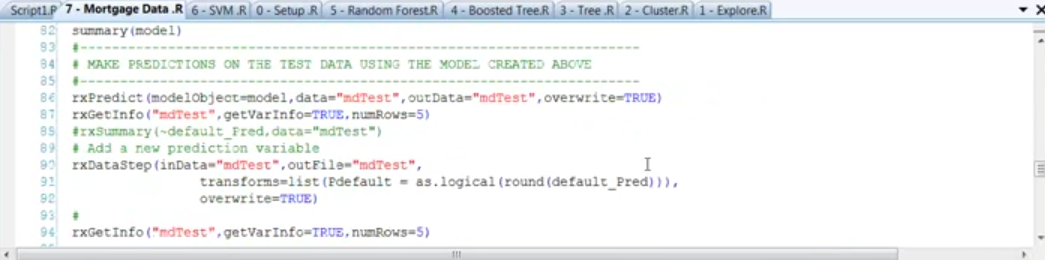 Script1.R 7 - Mortgage Data .R 6 - SVM .R 0 - Setup .R 5 - Random Forest.R 4 - Boosted Tree.R 3 - Tree .R 2 - Cluster.R 1 - Explore.R
82 summary(model)
83 #-----------------------------------------------------------------------
84 # MAKE PREDICTIONS ON THE TEST DATA USING THE MODEL CREATED ABOVE
85 #-----------------------------------------------------------------------
86 rxPredict(modelObject=model,data="mdTest",outData="mdTest",overwrite=TRUE)
87 rxGetInfo("mdTest",getVarInfo=TRUE,numRows=5)
88 #rxSummary(~default_Pred,data="mdTest")
89 # Add a new prediction variable
90 rxDataStep(inData="mdTest",outFile="mdTest",
91 transforms=list(Pdefault = as.logical(round(default_Pred))),
92 overwrite=TRUE)
93 #
94 rxGetInfo("mdTest",getVarInfo=TRUE,numRows=5)